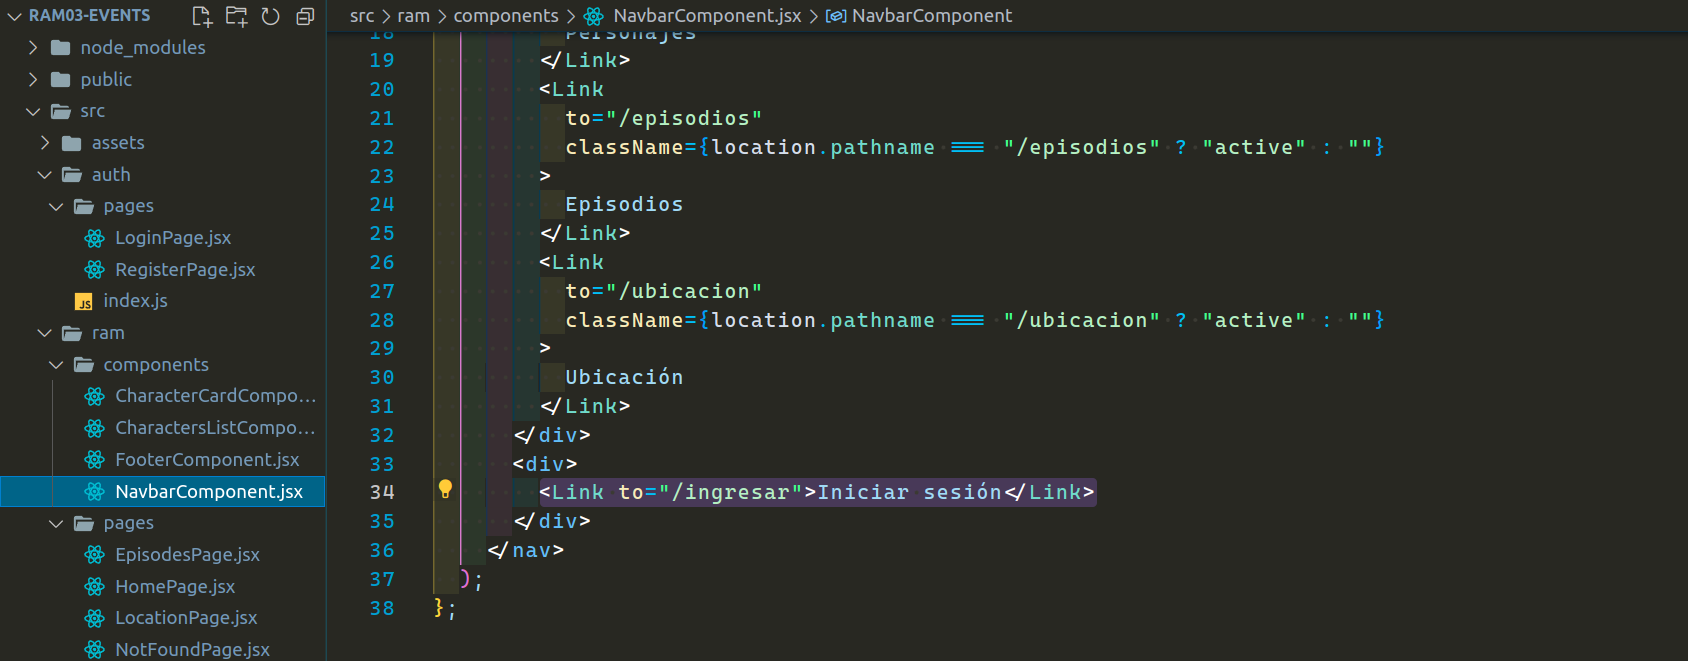 RAM03-EVENTS
node_modules
public
src
assets
auth
pages
LoginPage.jsx
RegisterPage.jsx
index.js
ram
components
CharacterCardCompo...
CharactersListCompo...
FooterComponent.jsx
NavbarComponent.jsx
pages
EpisodesPage.jsx
HomePage.jsx
LocationPage.jsx
NotFoundPage.jsx
src > ram > components > NavbarComponent.jsx > NavbarComponent
18 Personajes
19 </Link>
20 <Link
21 to="/episodios"
22 className={location.pathname === "/episodios" ? "active" : ""}
23 >
24 Episodios
25 </Link>
26 <Link
27 to="/ubicacion"
28 className={location.pathname === "/ubicacion" ? "active" : ""}
29 >
30 Ubicación
31 </Link>
32 </div>
33 <div>
34 <Link to="/ingresar">Iniciar sesión</Link>
35 </div>
36 </nav>
37 );
38 };